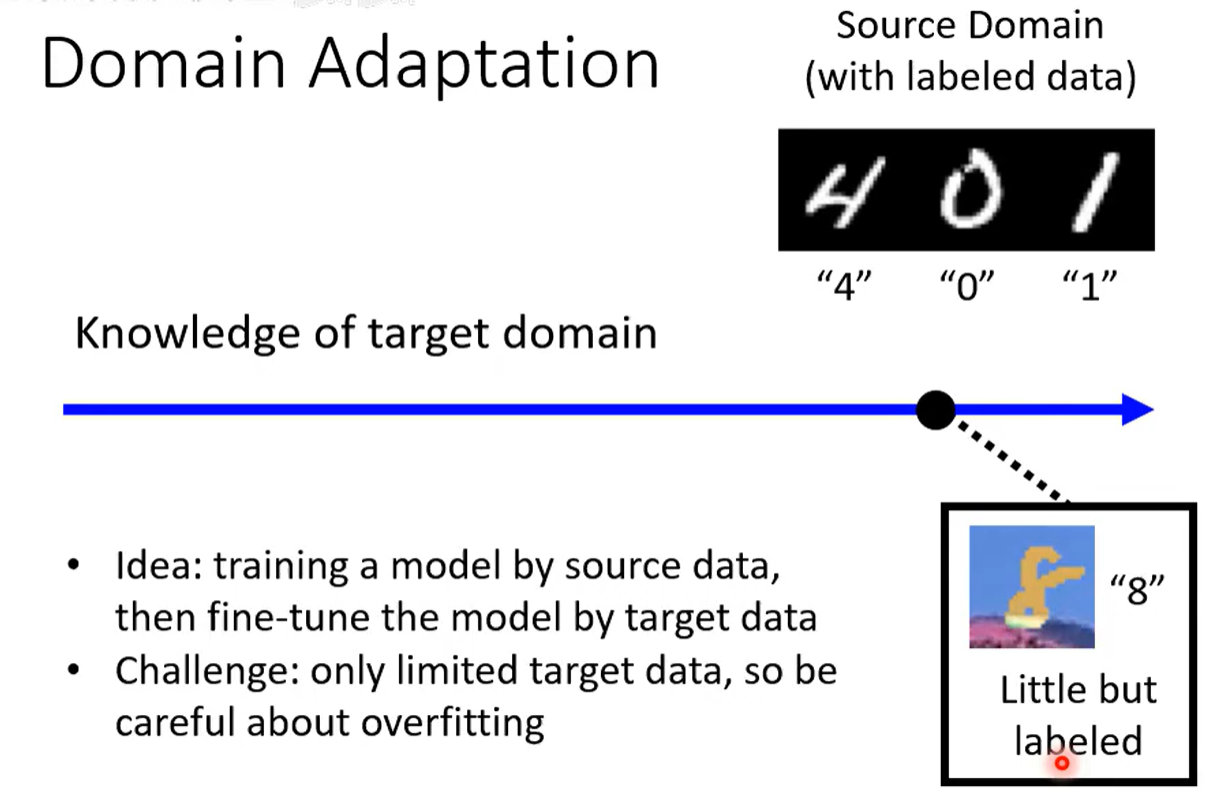 Domain Adaptation
Source Domain
(with labeled data)
4 0 1
“4” “0” “1”
Knowledge of target domain
• Idea: training a model by source data,
then fine-tune the model by target data
• Challenge: only limited target data, so be
careful about overfitting
8
“8”
Little but
labeled